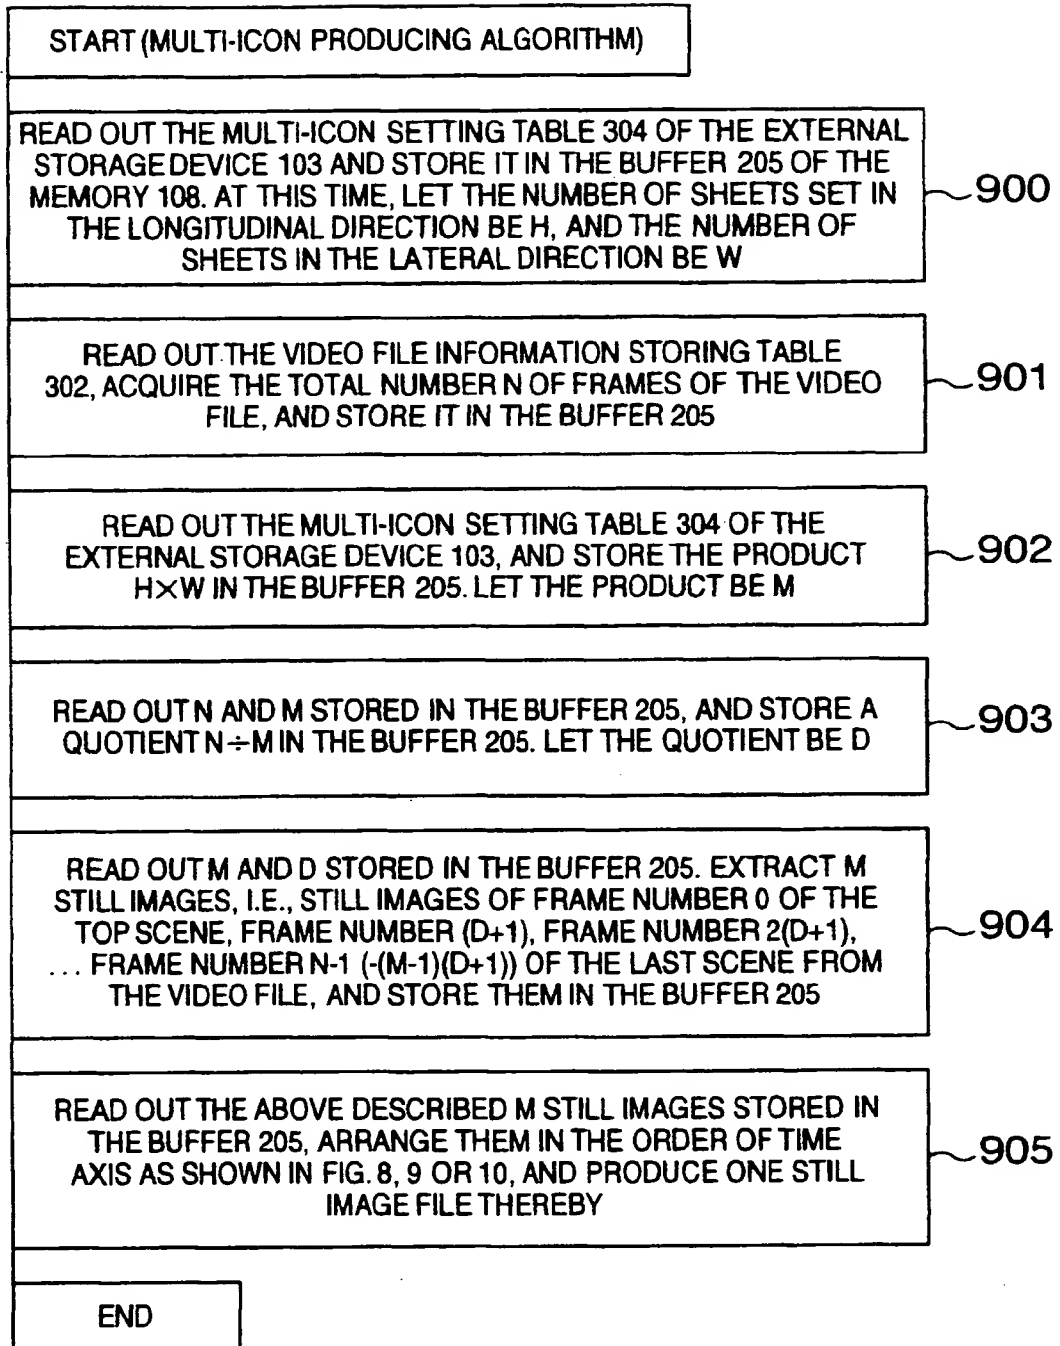 START (MULTI-ICON PRODUCING ALGORITHM)
READ OUT THE MULTI-ICON SETTING TABLE 304 OF THE EXTERNAL
STORAGE DEVICE 103 AND STORE IT IN THE BUFFER 205 OF THE
MEMORY 108. AT THIS TIME, LET THE NUMBER OF SHEETS SET IN
THE LONGITUDINAL DIRECTION BE H, AND THE NUMBER OF
SHEETS IN THE LATERAL DIRECTION BE W
900
READ OUT THE VIDEO FILE INFORMATION STORING TABLE
302, ACQUIRE THE TOTAL NUMBER N OF FRAMES OF THE VIDEO
FILE, AND STORE IT IN THE BUFFER 205
901
READ OUT THE MULTI-ICON SETTING TABLE 304 OF THE
EXTERNAL STORAGE DEVICE 103, AND STORE THE PRODUCT
H×W IN THE BUFFER 205. LET THE PRODUCT BE M
902
READ OUT N AND M STORED IN THE BUFFER 205, AND STORE A
QUOTIENT N÷M IN THE BUFFER 205. LET THE QUOTIENT BE D
903
READ OUT M AND D STORED IN THE BUFFER 205. EXTRACT M
STILL IMAGES, I.E., STILL IMAGES OF FRAME NUMBER 0 OF THE
TOP SCENE, FRAME NUMBER (D+1), FRAME NUMBER 2(D+1),
... FRAME NUMBER N-1 (-(M-1)(D+1)) OF THE LAST SCENE FROM
THE VIDEO FILE, AND STORE THEM IN THE BUFFER 205
904
READ OUT THE ABOVE DESCRIBED M STILL IMAGES STORED IN
THE BUFFER 205, ARRANGE THEM IN THE ORDER OF TIME
AXIS AS SHOWN IN FIG. 8, 9 OR 10, AND PRODUCE ONE STILL
IMAGE FILE THEREBY
905
END